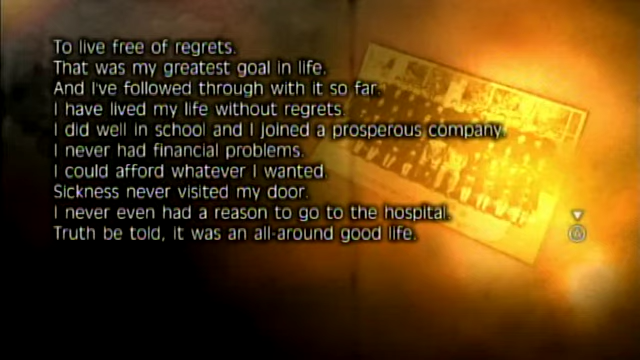 To live free of regrets.
That was my greatest goal in life.
And I've followed through with it so far.
I have lived my life without regrets.
I did well in school and I joined a prosperous company.
I never had financial problems.
I could afford whatever I wanted.
Sickness never visited my door.
I never even had a reason to go to the hospital.
Truth be told, it was an all-around good life.